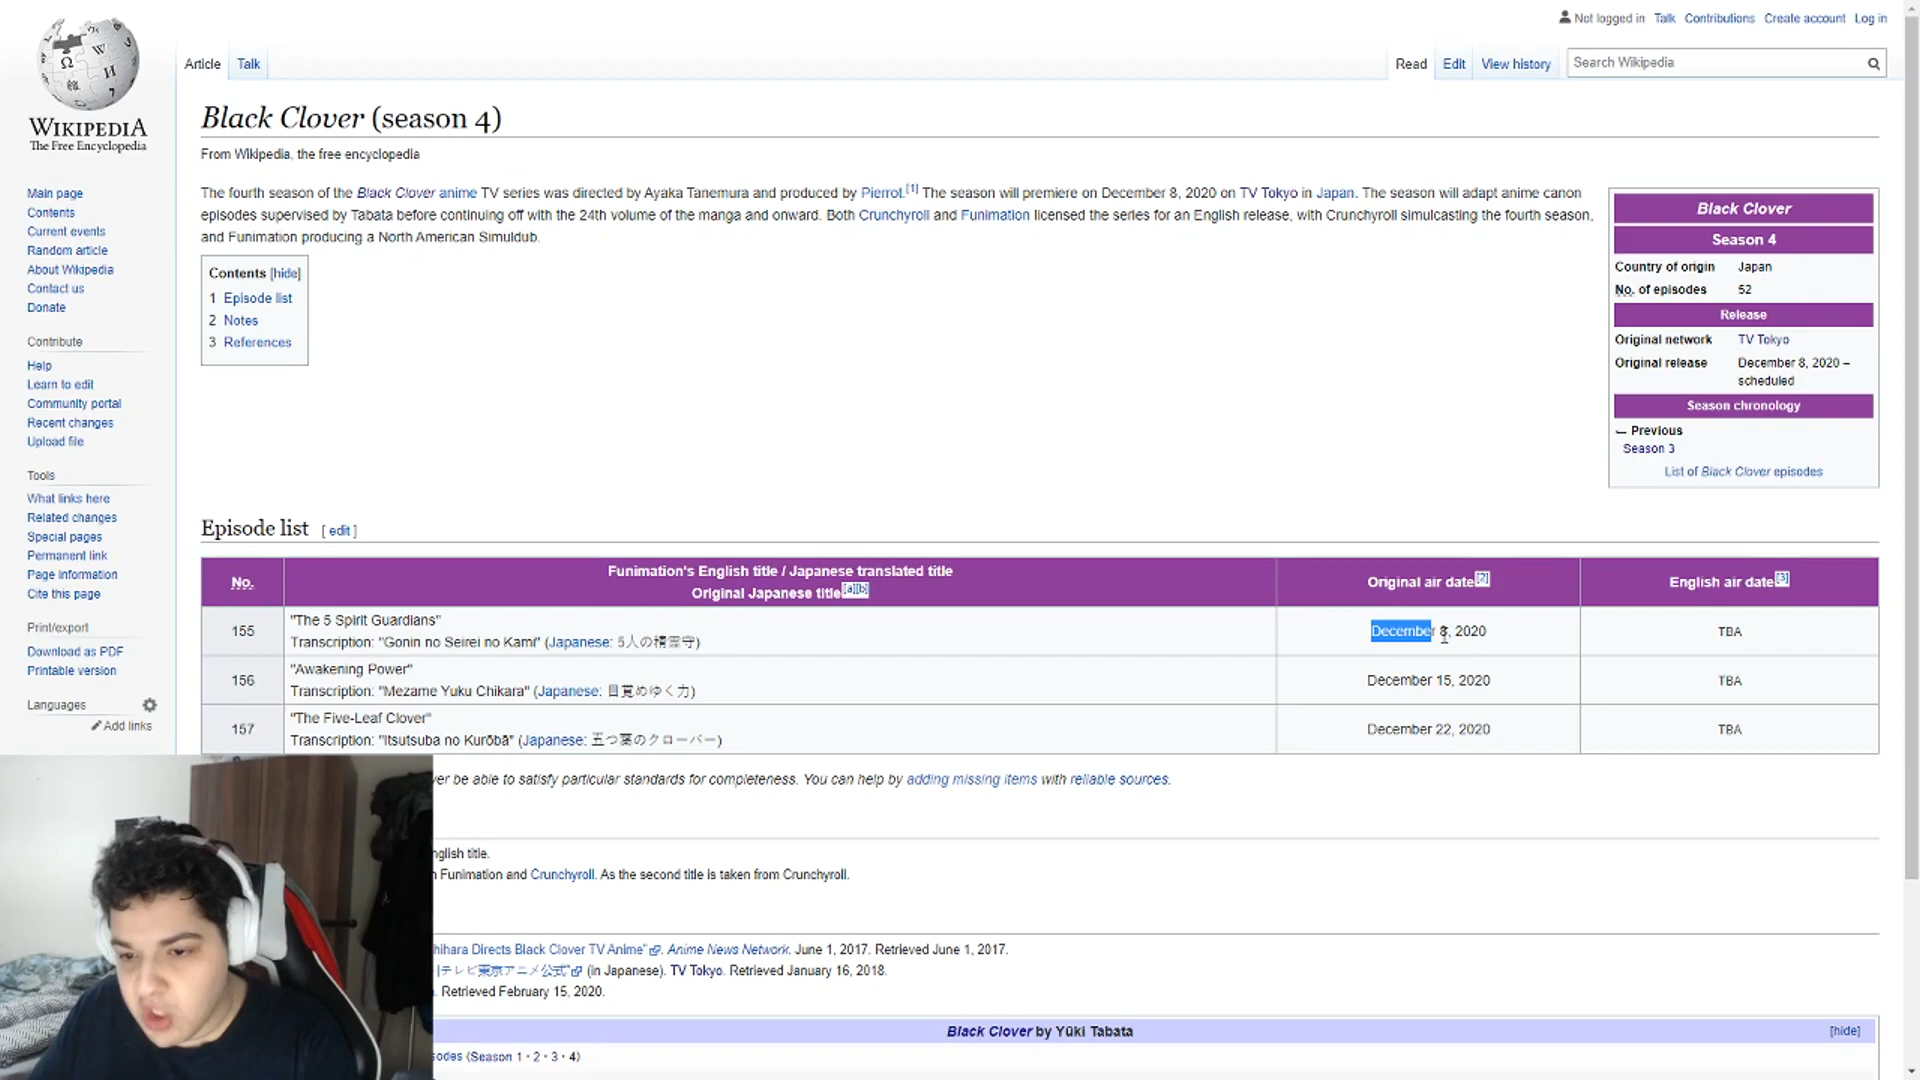 Not logged in Talk Contributions Create account Log in
Article Talk Read Edit View history Search Wikipedia
WIKIPEDIA
The Free Encyclopedia
Main page
Contents
Current events
Random article
About Wikipedia
Contact us
Donate
Contribute
Help
Learn to edit
Community portal
Recent changes
Upload file
Tools
What links here
Related changes
Special pages
Permanent link
Page information
Cite this page
Print/export
Download as PDF
Printable version
Languages
Add links
Black Clover (season 4)
From Wikipedia, the free encyclopedia
The fourth season of the Black Clover anime TV series was directed by Ayaka Tanemura and produced by Pierrot.[1] The season will premiere on December 8, 2020 on TV Tokyo in Japan. The season will adapt anime canon
episodes supervised by Tabata before continuing off with the 24th volume of the manga and onward. Both Crunchyroll and Funimation licensed the series for an English release, with Crunchyroll simulcasting the fourth season,
and Funimation producing a North American Simuldub.
Contents [hide]
1 Episode list
2 Notes
3 References
Black Clover
Season 4
Country of origin Japan
No. of episodes 52
Release
Original network TV Tokyo
Original release December 8, 2020 –
scheduled
Season chronology
← Previous
Season 3
List of Black Clover episodes
Episode list [ edit ]
No. Funimation's English title / Japanese translated title
Original Japanese title[a][b] Original air date[2] English air date[3]
155 "The 5 Spirit Guardians"
Transcription: "Gonin no Seirei no Kami" (Japanese: 5人の精霊守) December 8, 2020 TBA
156 "Awakening Power"
Transcription: "Mezame Yuku Chikara" (Japanese: 目覚めゆく力) December 15, 2020 TBA
157 "The Five-Leaf Clover"
Transcription: "Itsutsuba no Kurōbā" (Japanese: 五つ葉のクローバー) December 22, 2020 TBA
er be able to satisfy particular standards for completeness. You can help by adding missing items with reliable sources.
nglish title.
Funimation and Crunchyroll. As the second title is taken from Crunchyroll.
hihara Directs Black Clover TV Anime". Anime News Network. June 1, 2017. Retrieved June 1, 2017.
|テレビ東京アニメ公式" (in Japanese). TV Tokyo. Retrieved January 16, 2018.
Retrieved February 15, 2020.
Black Clover by Yūki Tabata [hide]
sodes (Season 1 · 2 · 3 · 4)